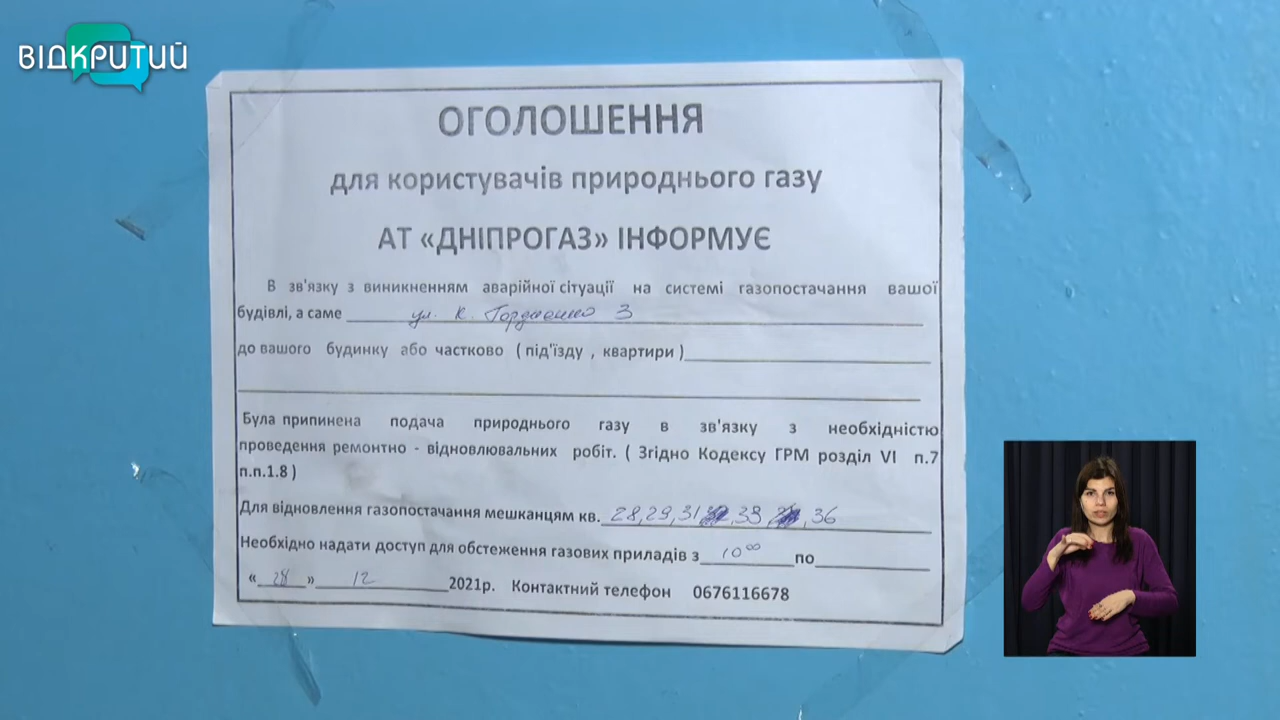 ВІДКРИТИЙ
ОГОЛОШЕННЯ
для користувачів природнього газу
АТ «ДНІПРОГАЗ» ІНФОРМУЄ
В зв'язку з виникненням аварійної ситуації на системі газопостачання вашої
будівлі, а саме ул. К. Гордиенко 3
до вашого будинку або частково ( під'їзду , квартири )
Була припинена подача природнього газу в зв'язку з необхідністю
проведення ремонтно - відновлювальних робіт. ( Згідно Кодексу ГРМ розділ VI п.7
п.п.1.8 )
Для відновлення газопостачання мешканцям кв. 28,29,31, 33, 36
Необхідно надати доступ для обстеження газових приладів з 10⁰⁰ по
« 28 » 12 2021р. Контактний телефон 0676116678